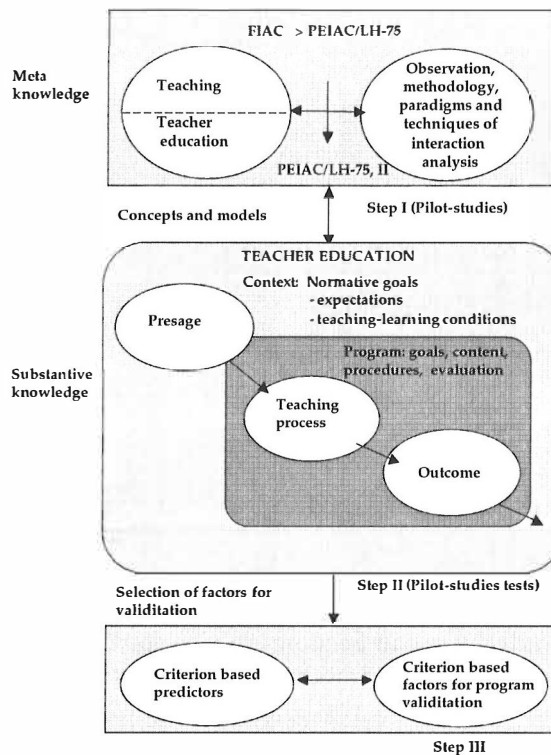 FIAC > PEIAC/LH-75
Meta
knowledge
Teaching
Teacher
education
Observation,
methodology,
paradigms and
techniques of
interaction
analysis
PEIAC/LH-75, II
Concepts and models
Step I (Pilot-studies)
TEACHER EDUCATION
Context: Normative goals
- expectations
- teaching-learning conditions
Presage
Program: goals, content,
procedures, evaluation
Substantive
knowledge
Teaching
process
Outcome
Selection of factors for
validitation
Step II (Pilot-studies tests)
Criterion based
predictors
Criterion based
factors for program
validitation
Step III